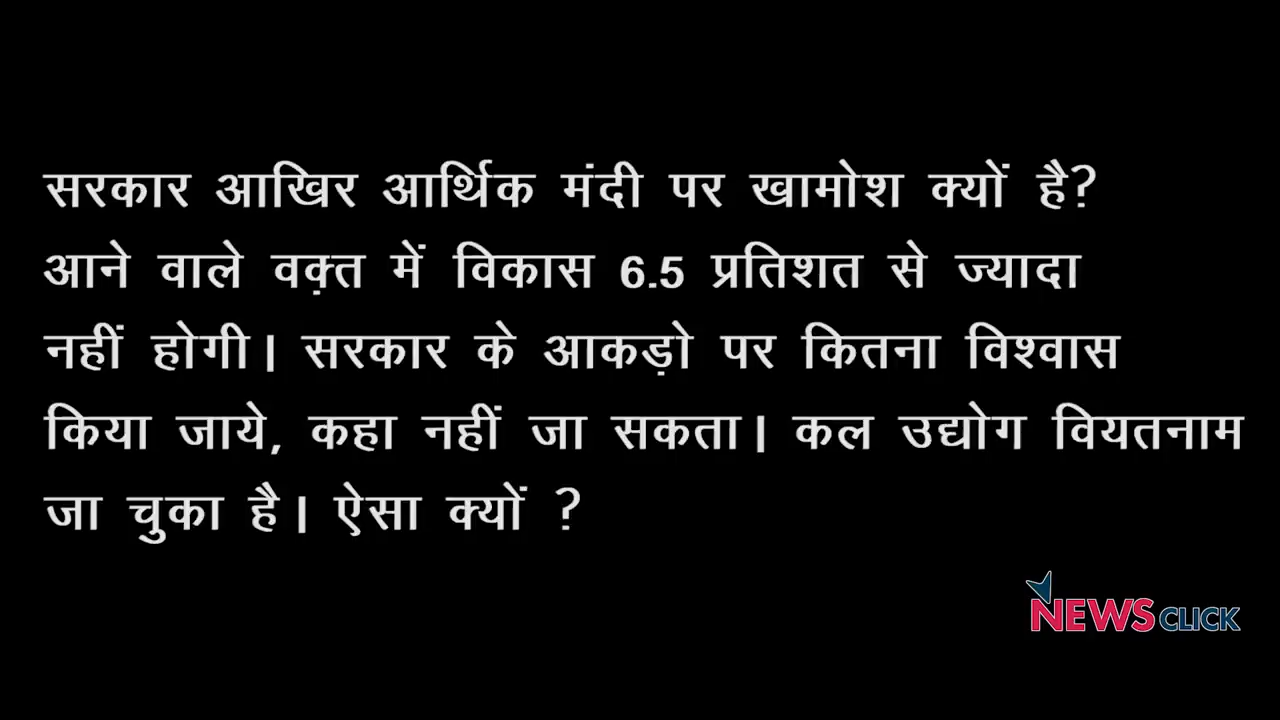 सरकार आखिर आर्थिक मंदी पर खामोश क्यों है?
आने वाले वक़्त में विकास 6.5 प्रतिशत से ज्यादा
नहीं होगी। सरकार के आकड़ो पर कितना विश्वास
किया जाये, कहा नहीं जा सकता। कल उद्योग वियतनाम
जा चुका है। ऐसा क्यों ?
NEWSCLICK